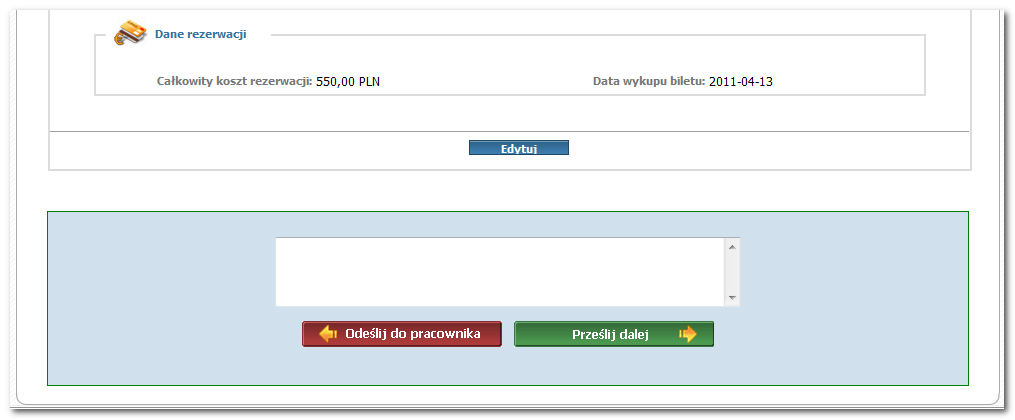 Dane rezerwacji
Całkowity koszt rezerwacji: 550,00 PLN Data wykupu biletu: 2011-04-13
Edytuj
Odeślij do pracownika Prześlij dalej